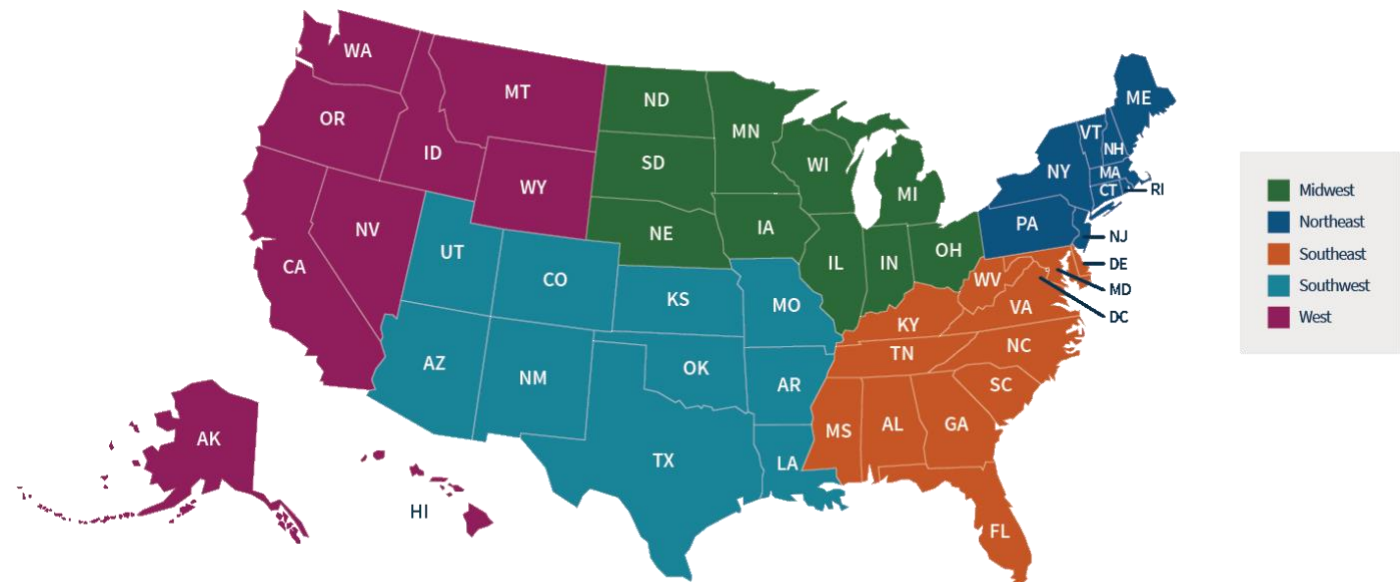 WA
MT
ND
MN
ME
OR
ID
SD
WI
MI
VT
NH
NY
MA
CT
RI
WY
NV
NE
IA
PA
NJ
CA
UT
CO
IL
IN
OH
DE
WV
MD
DC
KS
MO
KY
VA
AZ
NM
OK
AR
TN
NC
SC
MS
AL
GA
AK
TX
LA
HI
FL
Midwest
Northeast
Southeast
Southwest
West